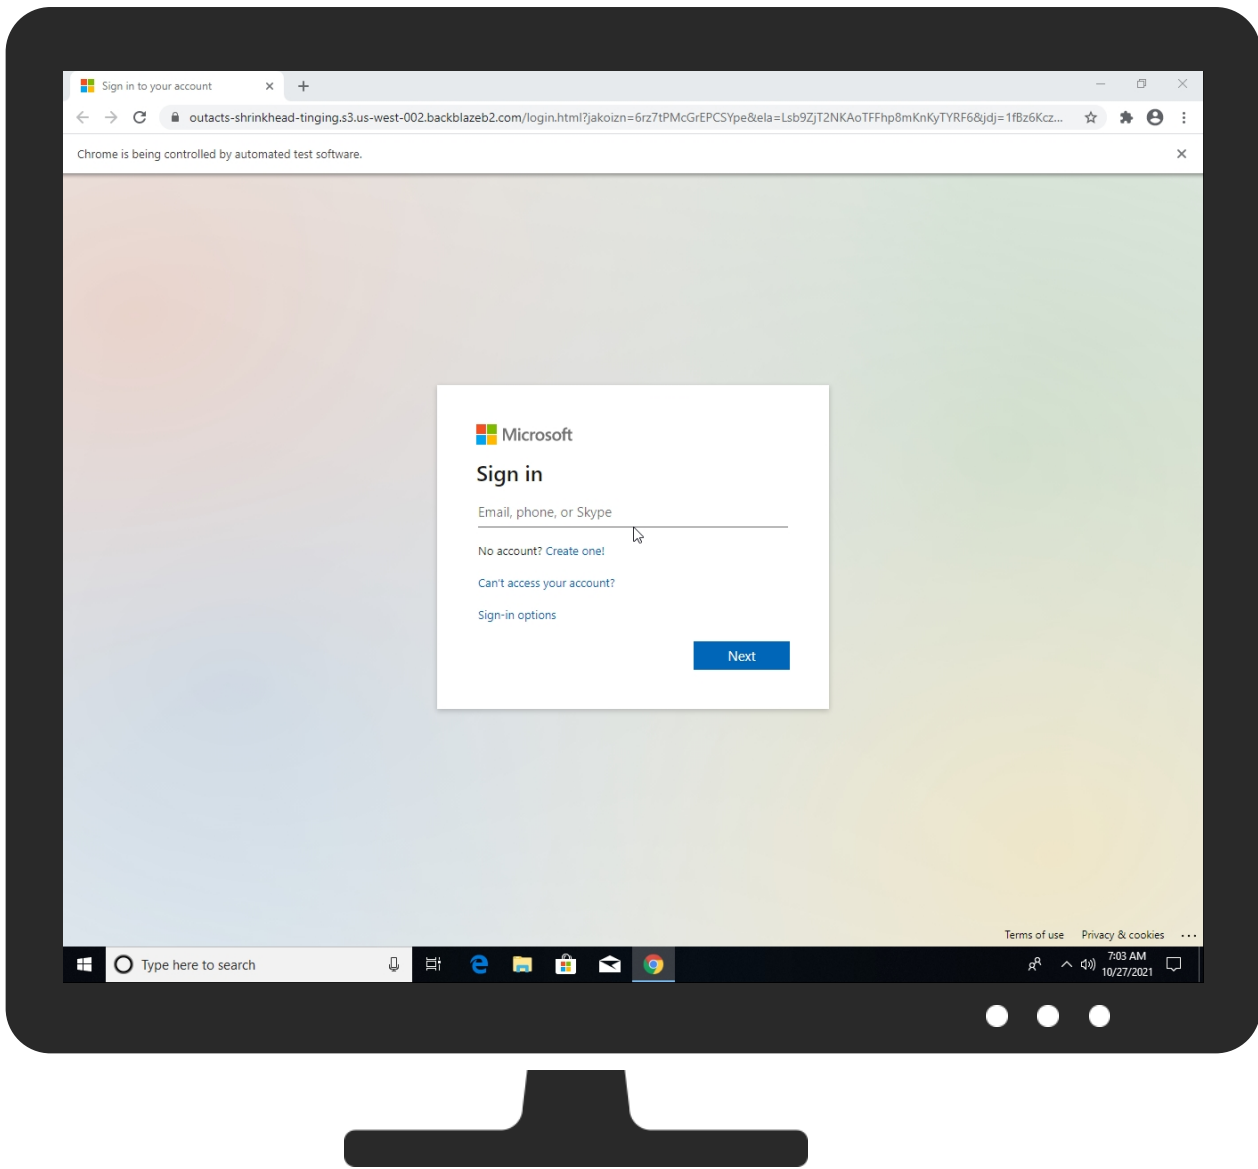 Sign in to your account
outacts-shrinkhead-tinging.s3.us-west-002.backblazeb2.com/login.html?jakoizn=6rz7tPMcGrEPCSYpe&ela=Lsb9ZjT2NKAoTFFhp8mKnKyTYRF6&jdj=1fBz6Kcz...
Chrome is being controlled by automated test software.
Microsoft
Sign in
Email, phone, or Skype
No account? Create one!
Can't access your account?
Sign-in options
Next
Terms of use Privacy & cookies ...
Type here to search
7:03 AM
10/27/2021